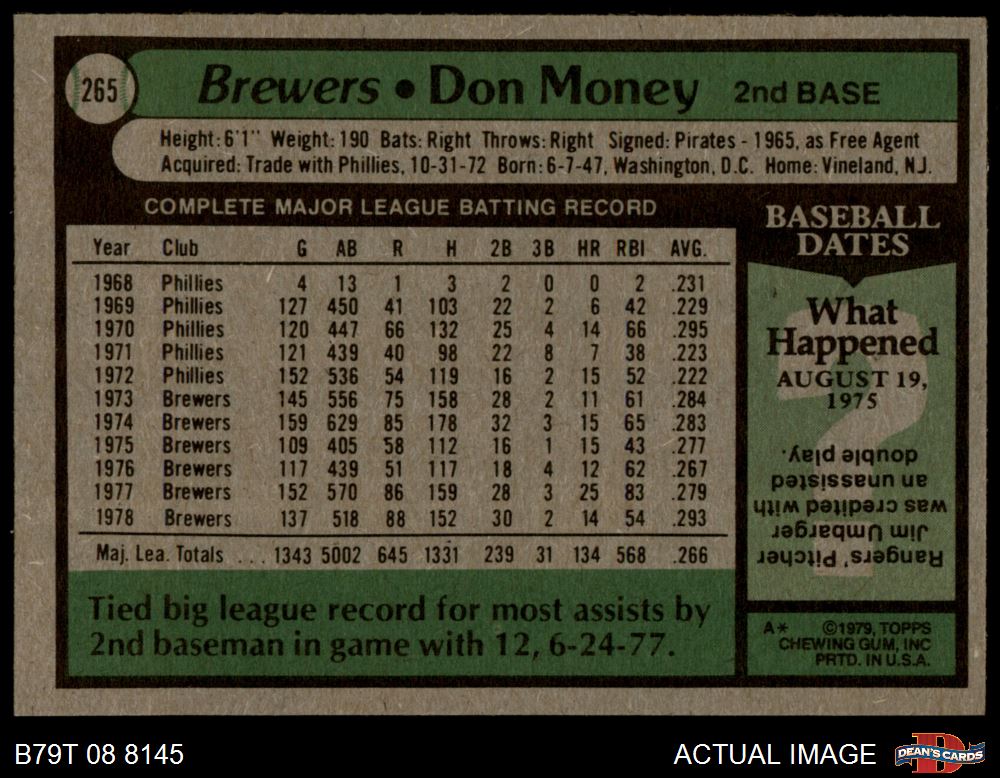 265
Brewers • Don Money 2nd BASE
Height: 6'1" Weight: 190 Bats: Right Throws: Right Signed: Pirates - 1965, as Free Agent
Acquired: Trade with Phillies, 10-31-72 Born: 6-7-47, Washington, D.C. Home: Vineland, N.J.
COMPLETE MAJOR LEAGUE BATTING RECORD
Year Club G AB R H 2B 3B HR RBI AVG.
1968 Phillies 4 13 1 3 2 0 0 2 .231
1969 Phillies 127 450 41 103 22 2 6 42 .229
1970 Phillies 120 447 66 132 25 4 14 66 .295
1971 Phillies 121 439 40 98 22 8 7 38 .223
1972 Phillies 152 536 54 119 16 2 15 52 .222
1973 Brewers 145 556 75 158 28 2 11 61 .284
1974 Brewers 159 629 85 178 32 3 15 65 .283
1975 Brewers 109 405 58 112 16 1 15 43 .277
1976 Brewers 117 439 51 117 18 4 12 62 .267
1977 Brewers 152 570 86 159 28 3 25 83 .279
1978 Brewers 137 518 88 152 30 2 14 54 .293
Maj. Lea. Totals ... 1343 5002 645 1331 239 31 134 568 .266
Tied big league record for most assists by
2nd baseman in game with 12, 6-24-77.
BASEBALL
DATES
What
Happened
AUGUST 19,
1975
Rangers' Pitcher
Jim Umbarger
was credited with
an unassisted
double play.
A* ©1979, TOPPS
CHEWING GUM, INC
PRTD. IN U.S.A.
B79T 08 8145
ACTUAL IMAGE
DEAN'S CARDS